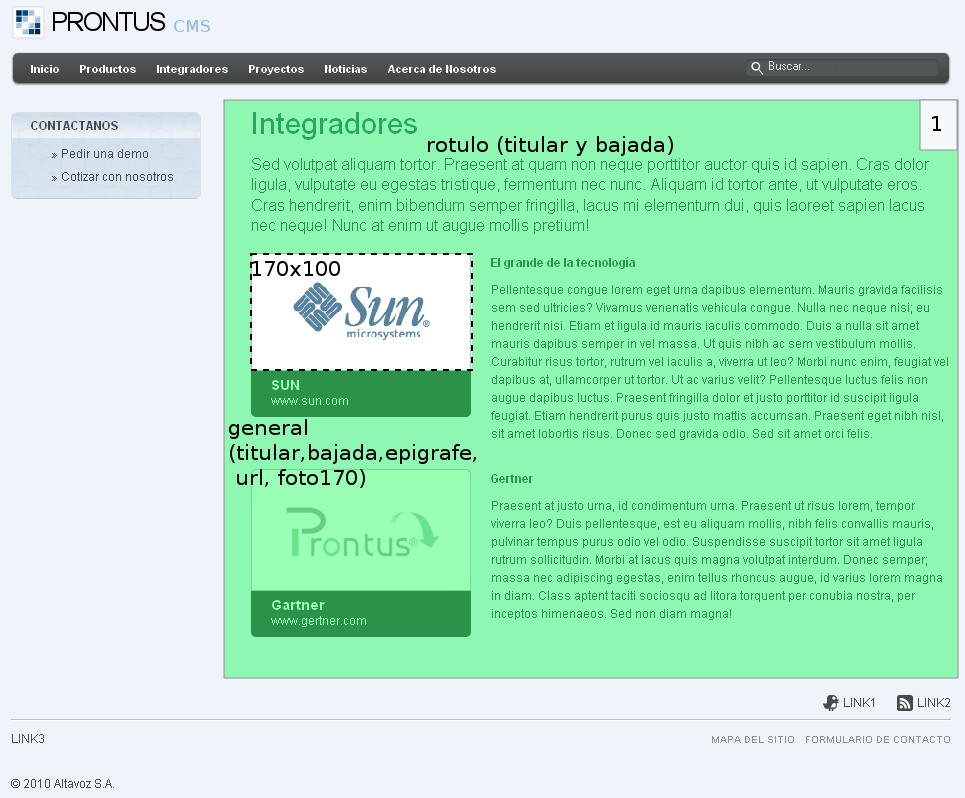 PRONTUS CMS
Inicio Productos Integradores Proyectos Noticias Acerca de Nosotros Buscar...
CONTACTANOS
» Pedir una demo
» Cotizar con nosotros
1
Integradores
rotulo (titular y bajada)
Sed volutpat aliquam tortor. Praesent at quam non neque porttitor auctor quis id sapien. Cras dolor
ligula, vulputate eu egestas tristique, fermentum nec nunc. Aliquam id tortor ante, ut vulputate eros.
Cras hendrerit, enim bibendum semper fringilla, lacus mi elementum dui, quis laoreet sapien lacus
nec neque! Nunc at enim ut augue mollis pretium!
170x100
Sun
microsystems
SUN
www.sun.com
El grande de la tecnología
Pellentesque congue lorem eget urna dapibus elementum. Mauris gravida facilisis
sem sed ultricies? Vivamus venenatis vehicula congue. Nulla nec neque nisi; eu
hendrerit nisi. Etiam et ligula id mauris iaculis commodo. Duis a nulla sit amet
mauris dapibus semper in vel massa. Ut quis nibh ac sem vestibulum mollis.
Curabitur risus tortor, rutrum vel iaculis a, viverra ut leo? Morbi nunc enim, feugiat vel
dapibus at, ullamcorper ut tortor. Ut ac varius velit? Pellentesque luctus felis non
augue dapibus luctus. Praesent fringilla dolor et justo porttitor id suscipit ligula
feugiat. Etiam hendrerit purus quis justo mattis accumsan. Praesent eget nibh nisl,
sit amet lobortis risus. Donec sed gravida odio. Sed sit amet orci felis.
general
(titular,bajada,epigrafe,
url, foto170)
Prontus®
Gartner
www.gertner.com
Gertner
Praesent at justo urna, id condimentum urna. Praesent ut risus lorem, tempor
viverra leo? Duis pellentesque, est eu aliquam mollis, nibh felis convallis mauris,
pulvinar tempus purus odio vel odio. Suspendisse suscipit tortor sit amet ligula
rutrum sollicitudin. Morbi at lacus quis magna volutpat interdum. Donec semper;
massa nec adipiscing egestas, enim tellus rhoncus augue, id varius lorem magna
in diam. Class aptent taciti sociosqu ad litora torquent per conubia nostra, per
inceptos himenaeos. Sed non diam magna!
LINK1 LINK2
LINK3
MAPA DEL SITIO FORMULARIO DE CONTACTO
© 2010 Altavoz S.A.